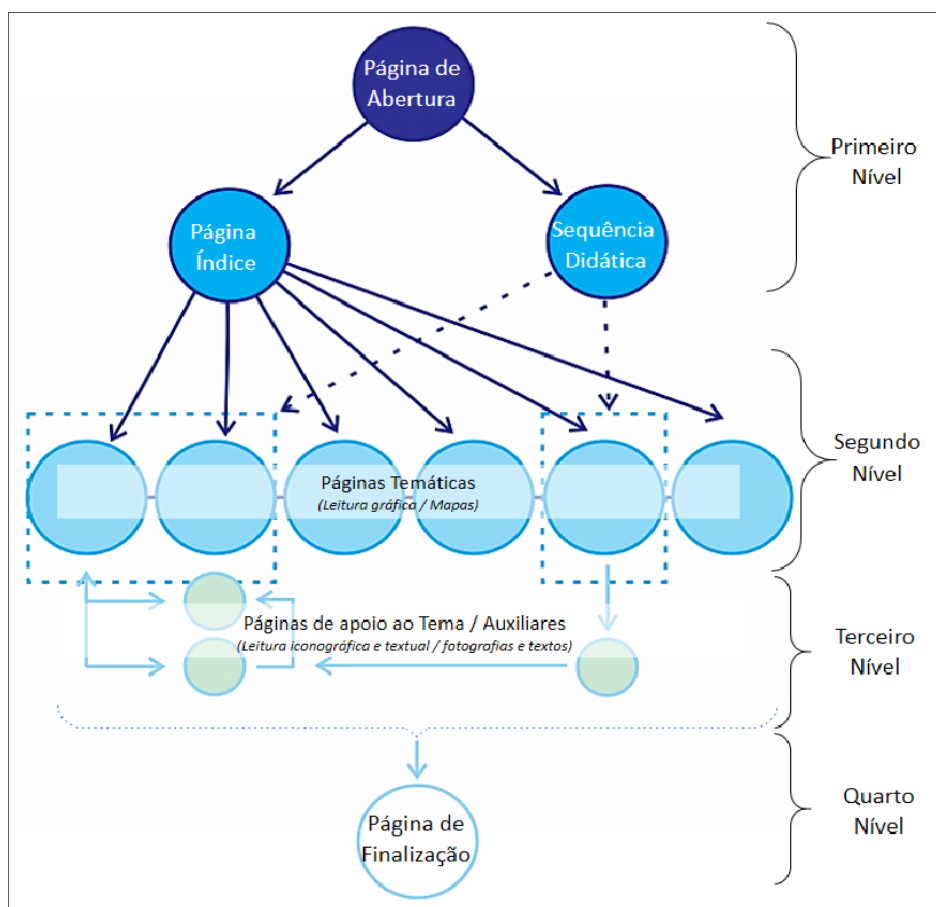 Página de
Abertura
Primeiro
Nível
Página
Índice
Sequência
Didática
Segundo
Nível
Páginas Temáticas
(Leitura gráfica / Mapas)
Páginas de apoio ao Tema / Auxiliares
(Leitura iconográfica e textual / fotografias e textos)
Terceiro
Nível
Página de
Finalização
Quarto
Nível